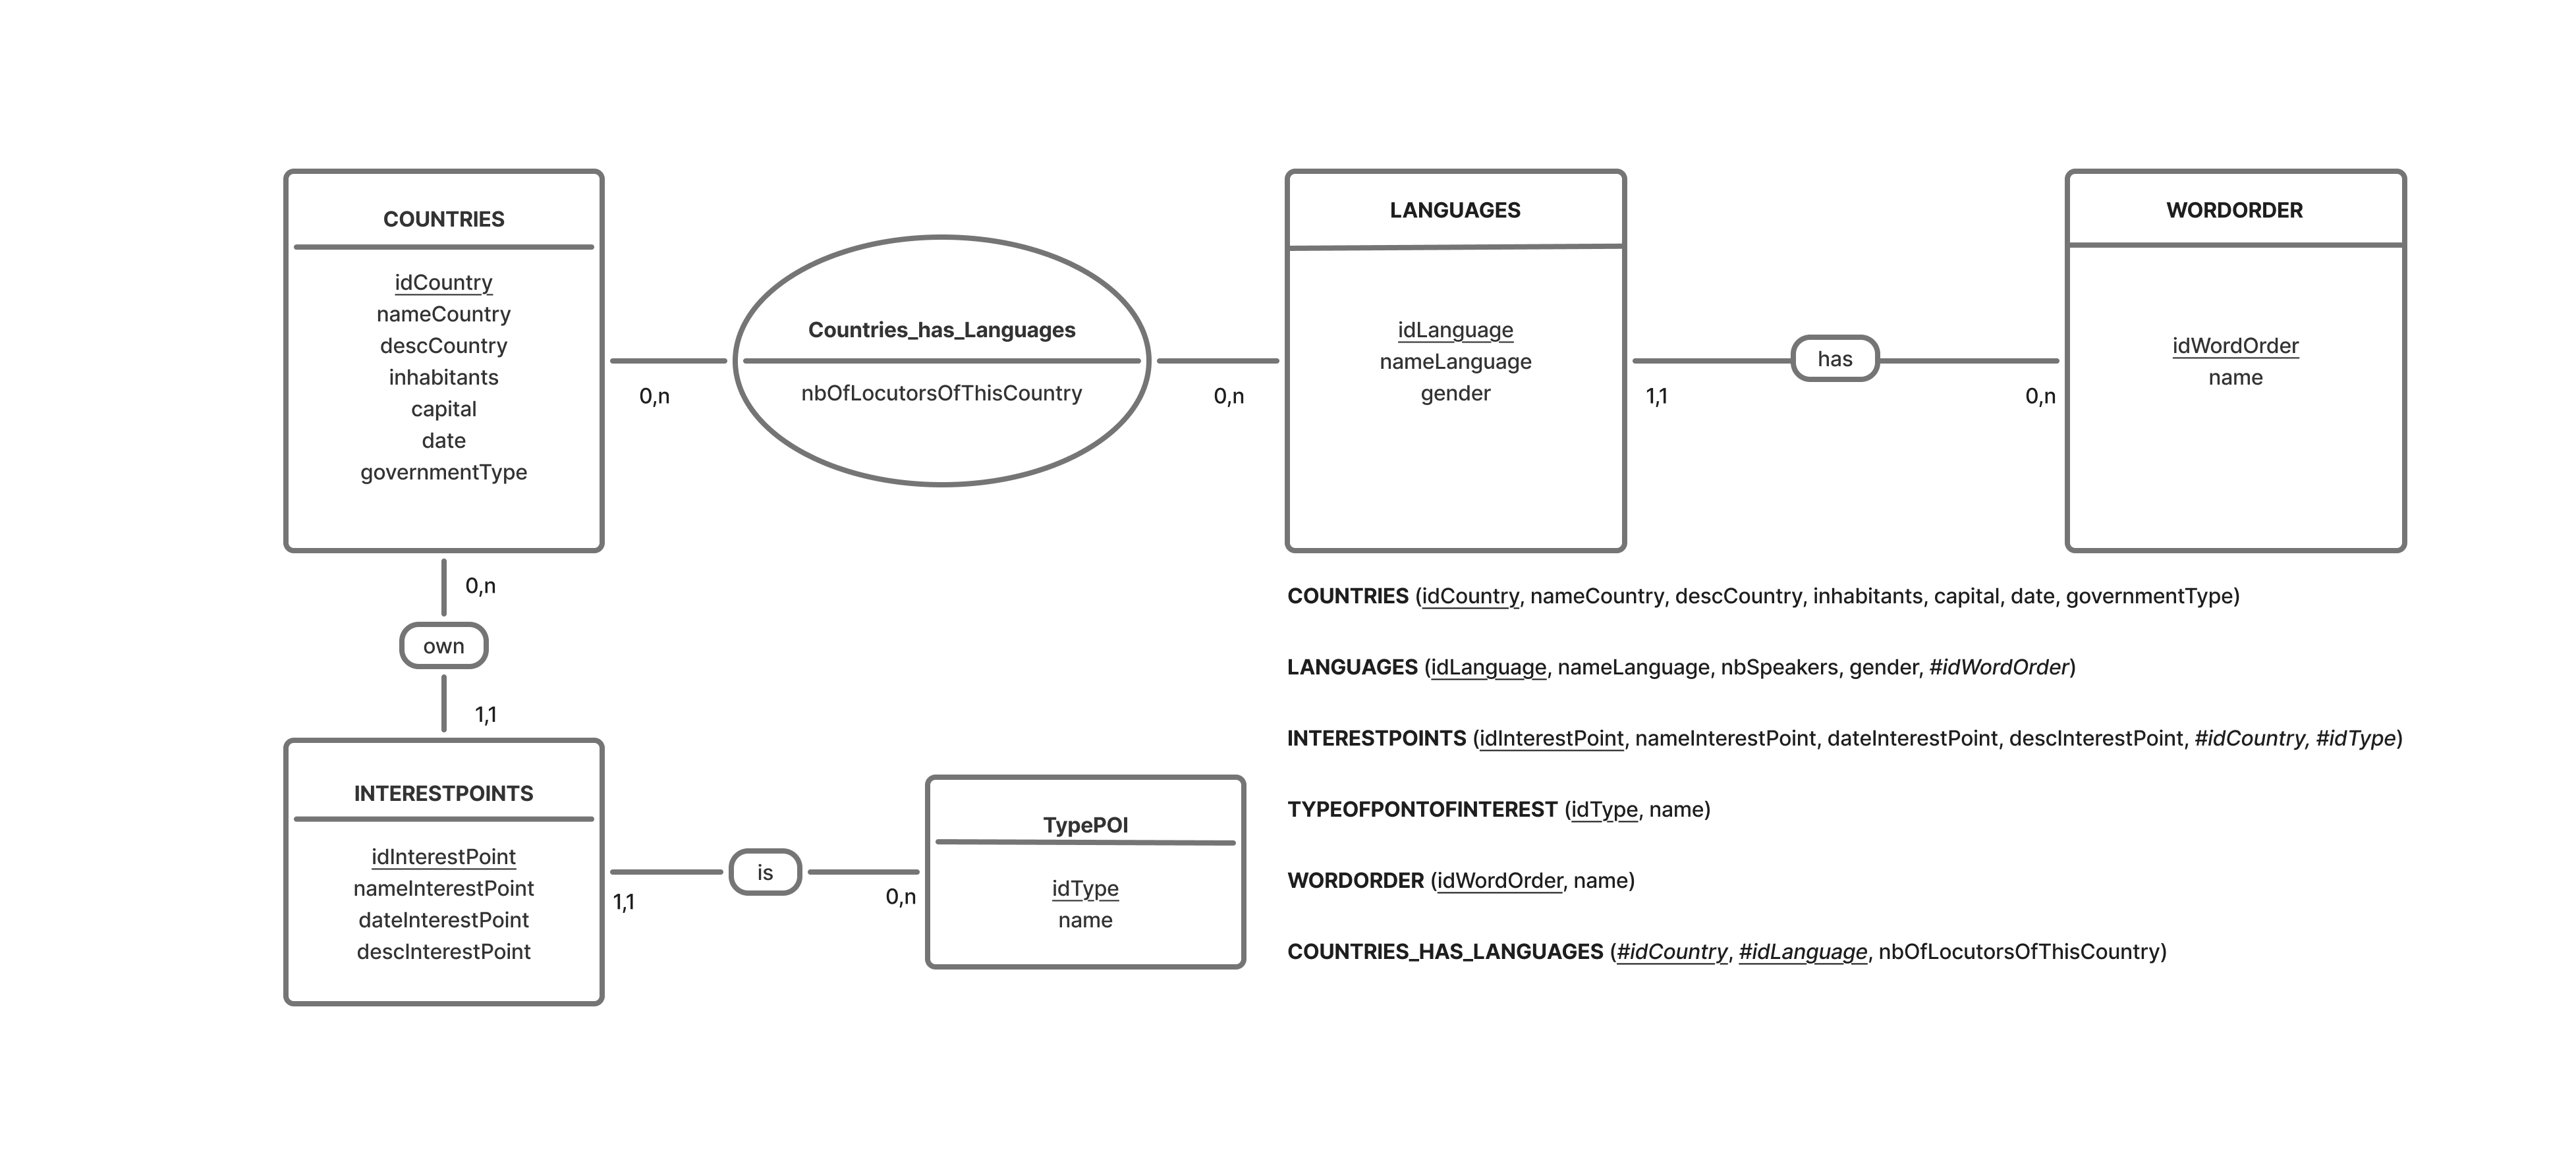 COUNTRIES
idCountry
nameCountry
descCountry
inhabitants
capital
date
governmentType
0,n
Countries_has_Languages
nbOfLocutorsOfThisCountry
0,n
LANGUAGES
idLanguage
nameLanguage
gender
1,1
has
0,n
WORDORDER
idWordOrder
name
0,n
own
1,1
INTERESTPOINTS
idInterestPoint
nameInterestPoint
dateInterestPoint
descInterestPoint
1,1
is
0,n
TypePOI
idType
name
COUNTRIES (idCountry, nameCountry, descCountry, inhabitants, capital, date, governmentType)
LANGUAGES (idLanguage, nameLanguage, nbSpeakers, gender, #idWordOrder)
INTERESTPOINTS (idInterestPoint, nameInterestPoint, dateInterestPoint, descInterestPoint, #idCountry, #idType)
TYPEOFPONTOFINTEREST (idType, name)
WORDORDER (idWordOrder, name)
COUNTRIES_HAS_LANGUAGES (#idCountry, #idLanguage, nbOfLocutorsOfThisCountry)